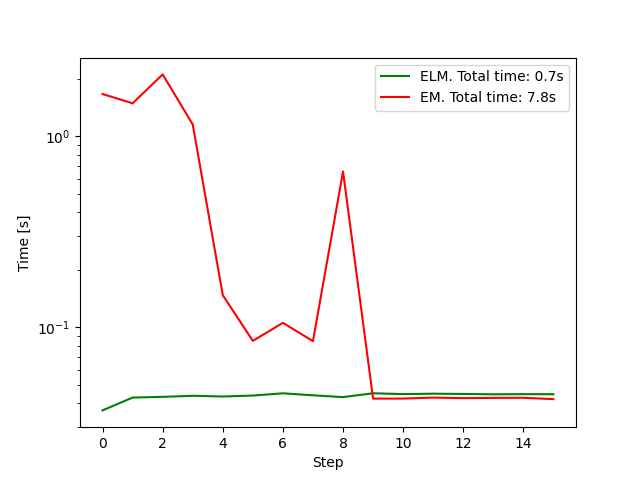 ELM. Total time: 0.7s
EM. Total time: 7.8s
10⁰
10⁻¹
Time [s]
0 2 4 6 8 10 12 14
Step